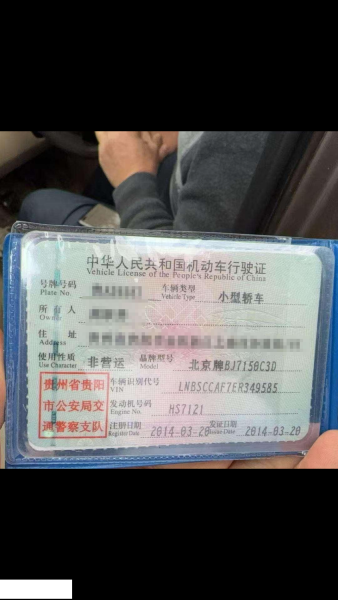 中华人民共和国机动车行驶证
Vehicle License of the People's Republic of China
号牌号码 车辆类型 小型轿车
Plate No. Vehicle Type
所有人
Owner
住址
Address
使用性质 非营运 品牌型号 北京牌BJ7150C3D
Use Character Model
贵州省贵阳
市公安局交
通警察支队
车辆识别代号 LNBSCCAF7ER349585
VIN
发动机号码 HS7121
Engine No.
注册日期 2014-03-20 发证日期 2014-03-20
Register Date Issue Date